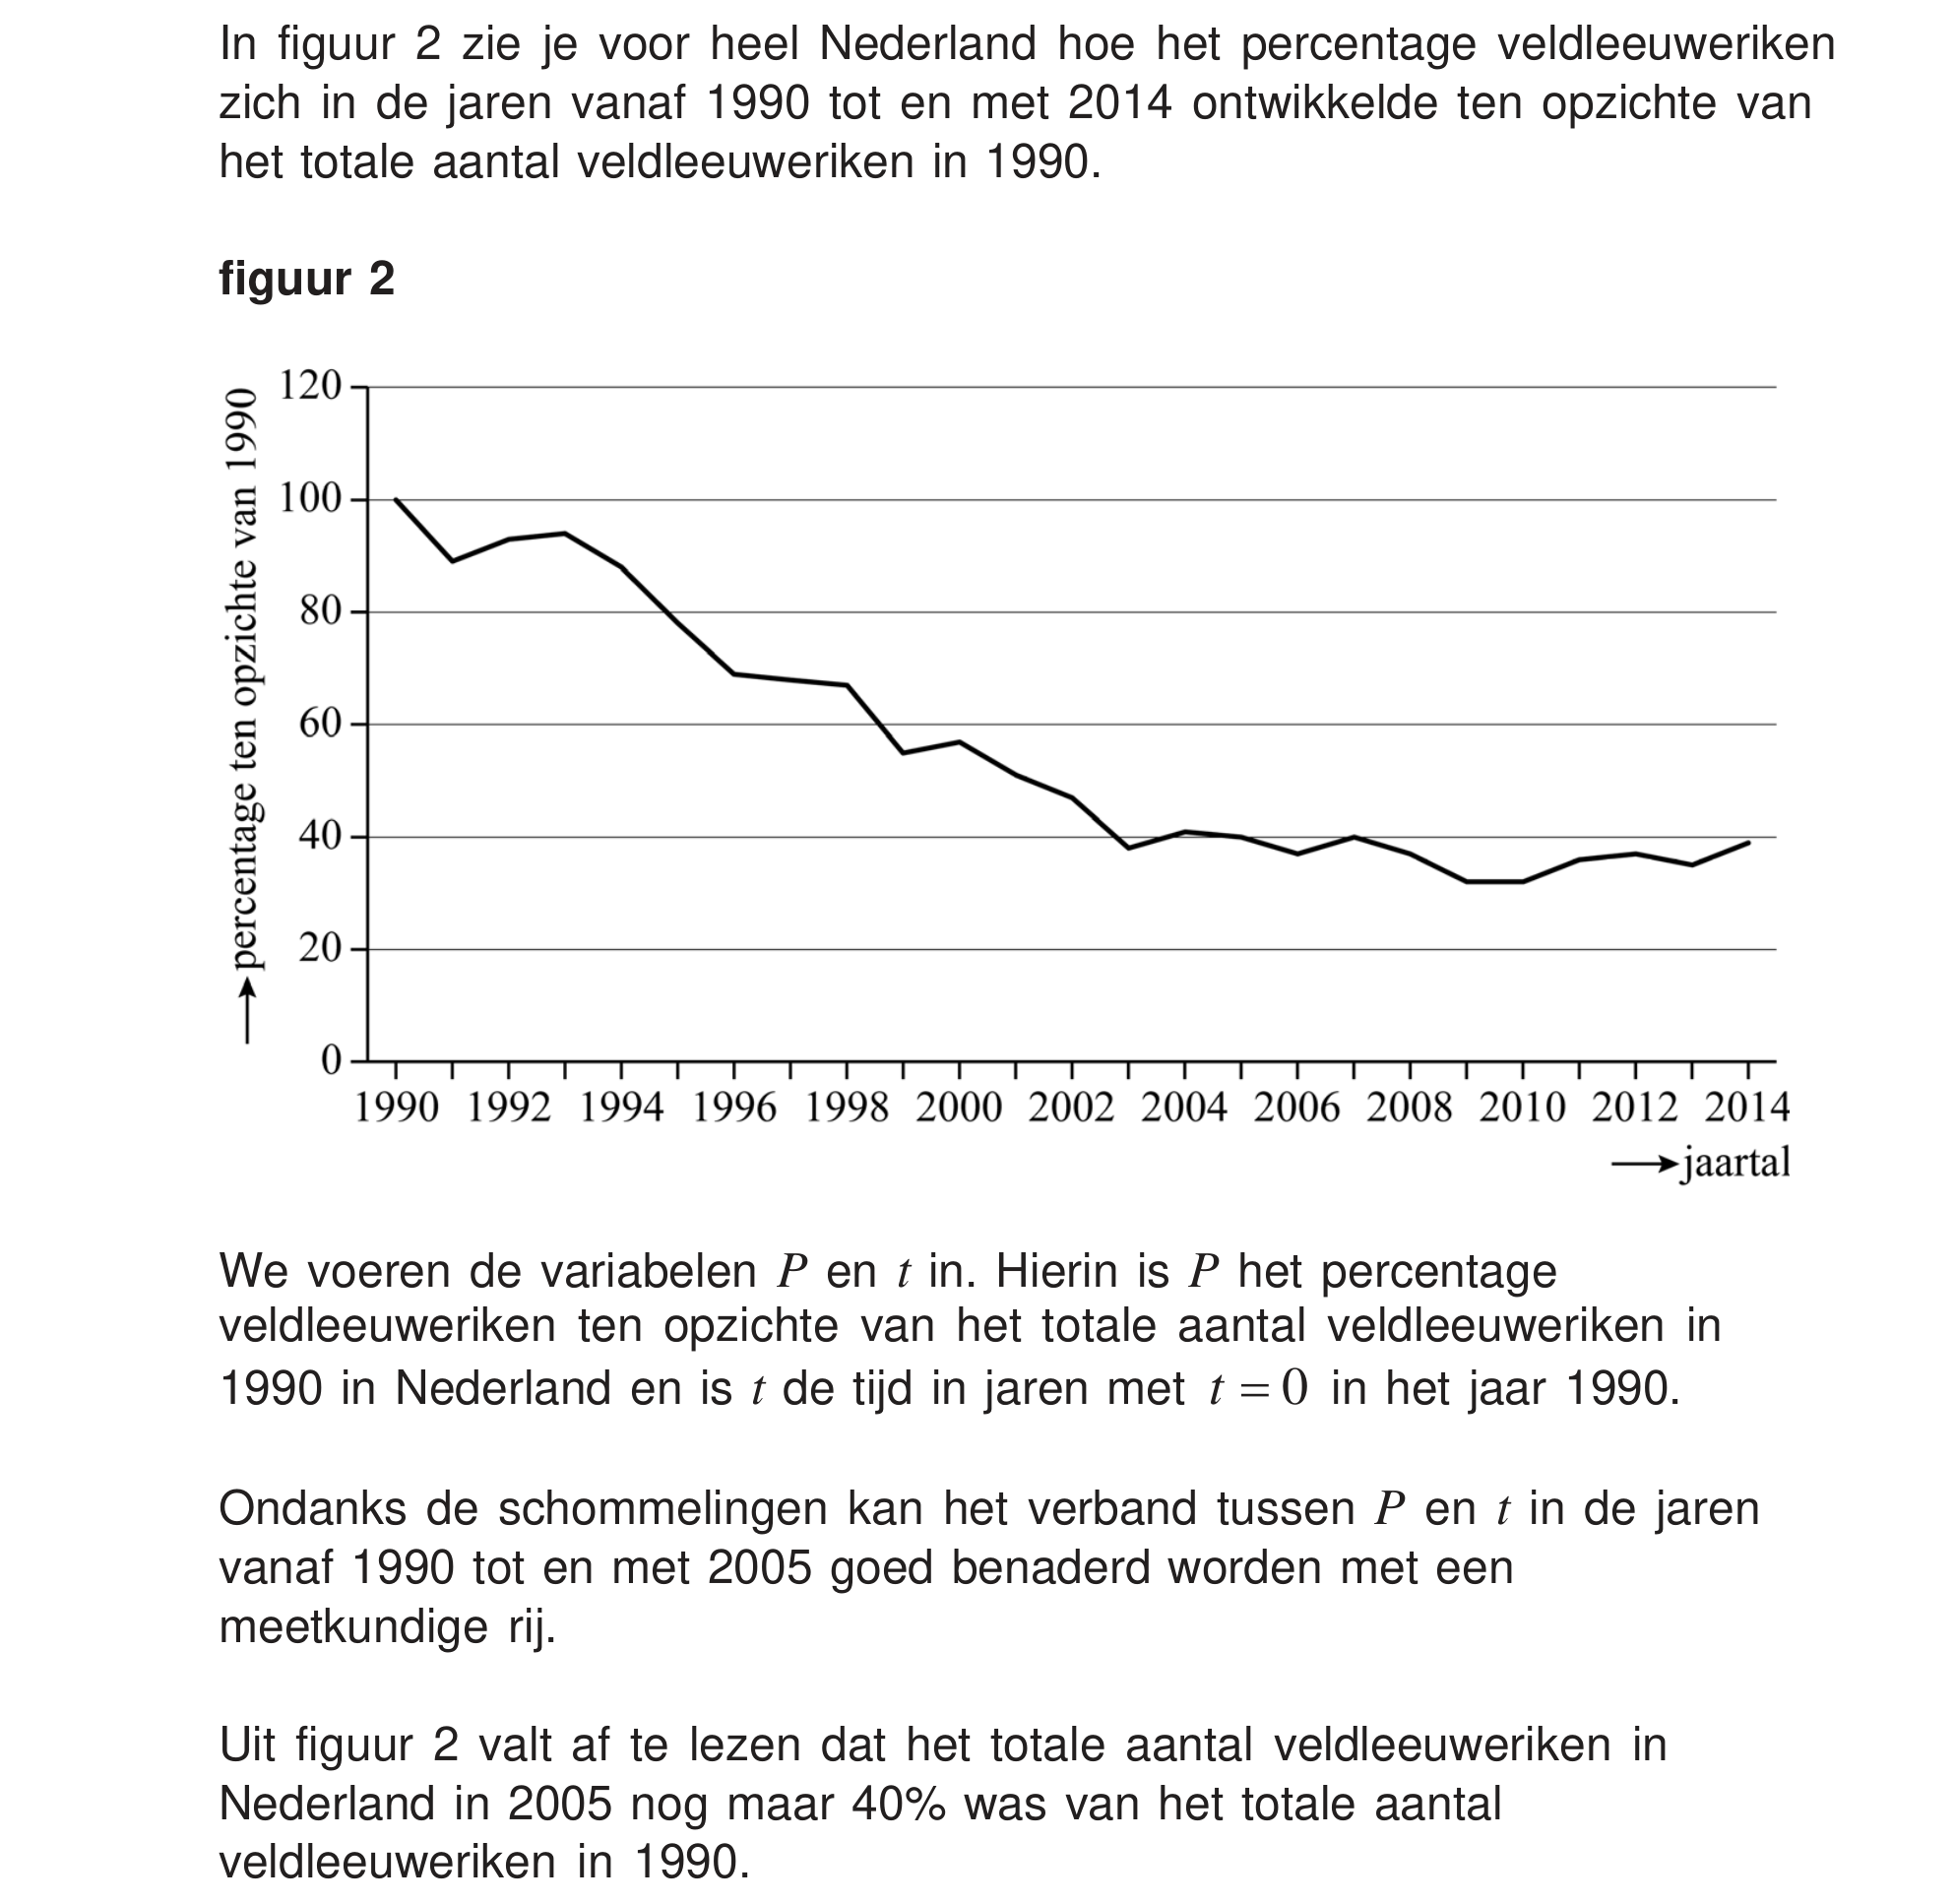 In figuur 2 zie je voor heel Nederland hoe het percentage veldleeuweriken
zich in de jaren vanaf 1990 tot en met 2014 ontwikkelde ten opzichte van
het totale aantal veldleeuweriken in 1990.
figuur 2
percentage ten opzichte van 1990
120
100
80
60
40
20
0
1990 1992 1994 1996 1998 2000 2002 2004 2006 2008 2010 2012 2014
jaartal
We voeren de variabelen P en t in. Hierin is P het percentage
veldleeuweriken ten opzichte van het totale aantal veldleeuweriken in
1990 in Nederland en is t de tijd in jaren met t = 0 in het jaar 1990.
Ondanks de schommelingen kan het verband tussen P en t in de jaren
vanaf 1990 tot en met 2005 goed benaderd worden met een
meetkundige rij.
Uit figuur 2 valt af te lezen dat het totale aantal veldleeuweriken in
Nederland in 2005 nog maar 40% was van het totale aantal
veldleeuweriken in 1990.